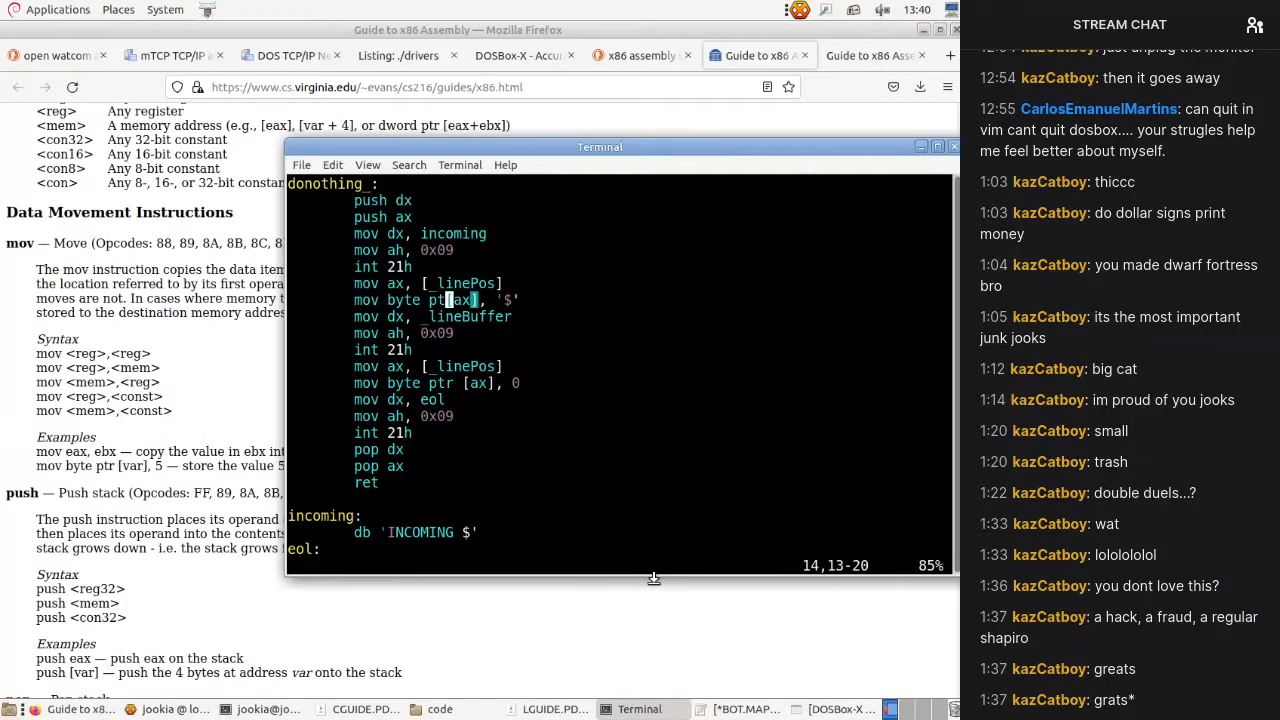 Applications Places System 13:40
Guide to x86 Assembly — Mozilla Firefox
open watcom mTCP TCP/IP a DOS TCP/IP Ne Listing: ./drivers DOSBox-X - Accur x86 assembly Guide to x86 A Guide to x86 Asse
https://www.cs.virginia.edu/~evans/cs216/guides/x86.html
<reg> Any register
<mem> A memory address (e.g., [eax], [var + 4], or dword ptr [eax+ebx])
<con32> Any 32-bit constant
<con16> Any 16-bit constant
<con8> Any 8-bit constant
<con> Any 8-, 16-, or 32-bit constan
Data Movement Instructions
mov — Move (Opcodes: 88, 89, 8A, 8B, 8C, 8
The mov instruction copies the data item
the location referred to by its first opera
moves are not. In cases where memory t
stored to the destination memory addres
Syntax
mov <reg>,<reg>
mov <reg>,<mem>
mov <mem>,<reg>
mov <reg>,<const>
mov <mem>,<const>
Examples
mov eax, ebx — copy the value in ebx int
mov byte ptr [var], 5 — store the value 5
push — Push stack (Opcodes: FF, 89, 8A, 8B,
The push instruction places its operand
then places its operand into the contents
stack grows down - i.e. the stack grows
Syntax
push <reg32>
push <mem>
push <con32>
Examples
push eax — push eax on the stack
push [var] — push the 4 bytes at address var onto the stack
Terminal
File Edit View Search Terminal Help
donothing_:
push dx
push ax
mov dx, incoming
mov ah, 0x09
int 21h
mov ax, [_linePos]
mov byte pt[ax], '$'
mov dx, _lineBuffer
mov ah, 0x09
int 21h
mov ax, [_linePos]
mov byte ptr [ax], 0
mov dx, eol
mov ah, 0x09
int 21h
pop dx
pop ax
ret
incoming:
db 'INCOMING $'
eol:
14,13-20 85%
Guide to x8... jookia @lo... jookia@jo... CGUIDE.P... code LGUIDE.PD... Terminal [*BOT.MAP... [DOSBox-X...
STREAM CHAT
kazCatboy: just unplug the monitor
12:54 kazCatboy: then it goes away
12:55 CarlosEmanuelMartins: can quit in
vim cant quit dosbox.... your strugles help
me feel better about myself.
1:03 kazCatboy: thiccc
1:03 kazCatboy: do dollar signs print
money
1:04 kazCatboy: you made dwarf fortress
bro
1:05 kazCatboy: its the most important
junk jooks
1:12 kazCatboy: big cat
1:14 kazCatboy: im proud of you jooks
1:20 kazCatboy: small
1:20 kazCatboy: trash
1:22 kazCatboy: double duels...?
1:33 kazCatboy: wat
1:33 kazCatboy: lolololol
1:36 kazCatboy: you dont love this?
1:37 kazCatboy: a hack, a fraud, a regular
shapiro
1:37 kazCatboy: greats
1:37 kazCatboy: grats*